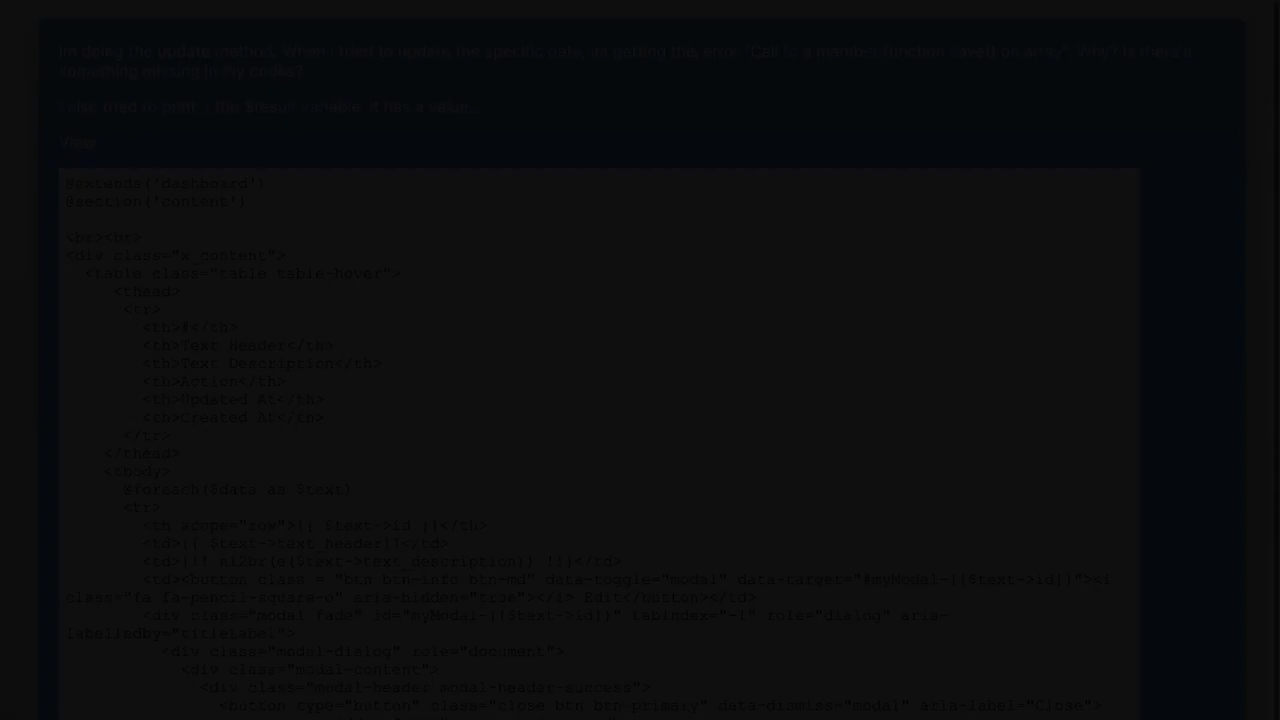 Im doing the update method. When i tried to update the specific data, im getting this error "Call to a member function save() on array". Why? Is there a
something missing in my codes?
I also tried to print_r the $result variable. It has a value...
View
@extends('dashboard')
@section('content')
<br><br>
<div class="x_content">
<table class="table table-hover">
<thead>
<tr>
<th>#</th>
<th>Text Header</th>
<th>Text Description</th>
<th>Action</th>
<th>Updated At</th>
<th>Created At</th>
</tr>
</thead>
<tbody>
@foreach($data as $text)
<tr>
<th scope="row">{{ $text->id }}</th>
<td>{{ $text->text_header}}</td>
<td>{!! nl2br(e($text->text_description)) !!}</td>
<td><button class = "btn btn-info btn-md" data-toggle="modal" data-target="#myModal-{{$text->id}}"><i
class="fa fa-pencil-square-o" aria-hidden="true"></i> Edit</button></td>
<div class="modal fade" id="myModal-{{$text->id}}" tabindex="-1" role="dialog" aria-
labelledby="titleLabel">
<div class="modal-dialog" role="document">
<div class="modal-content">
<div class="modal-header modal-header-success">
<button type="button" class="close btn btn-primary" data-dismiss="modal" aria-label="Close">